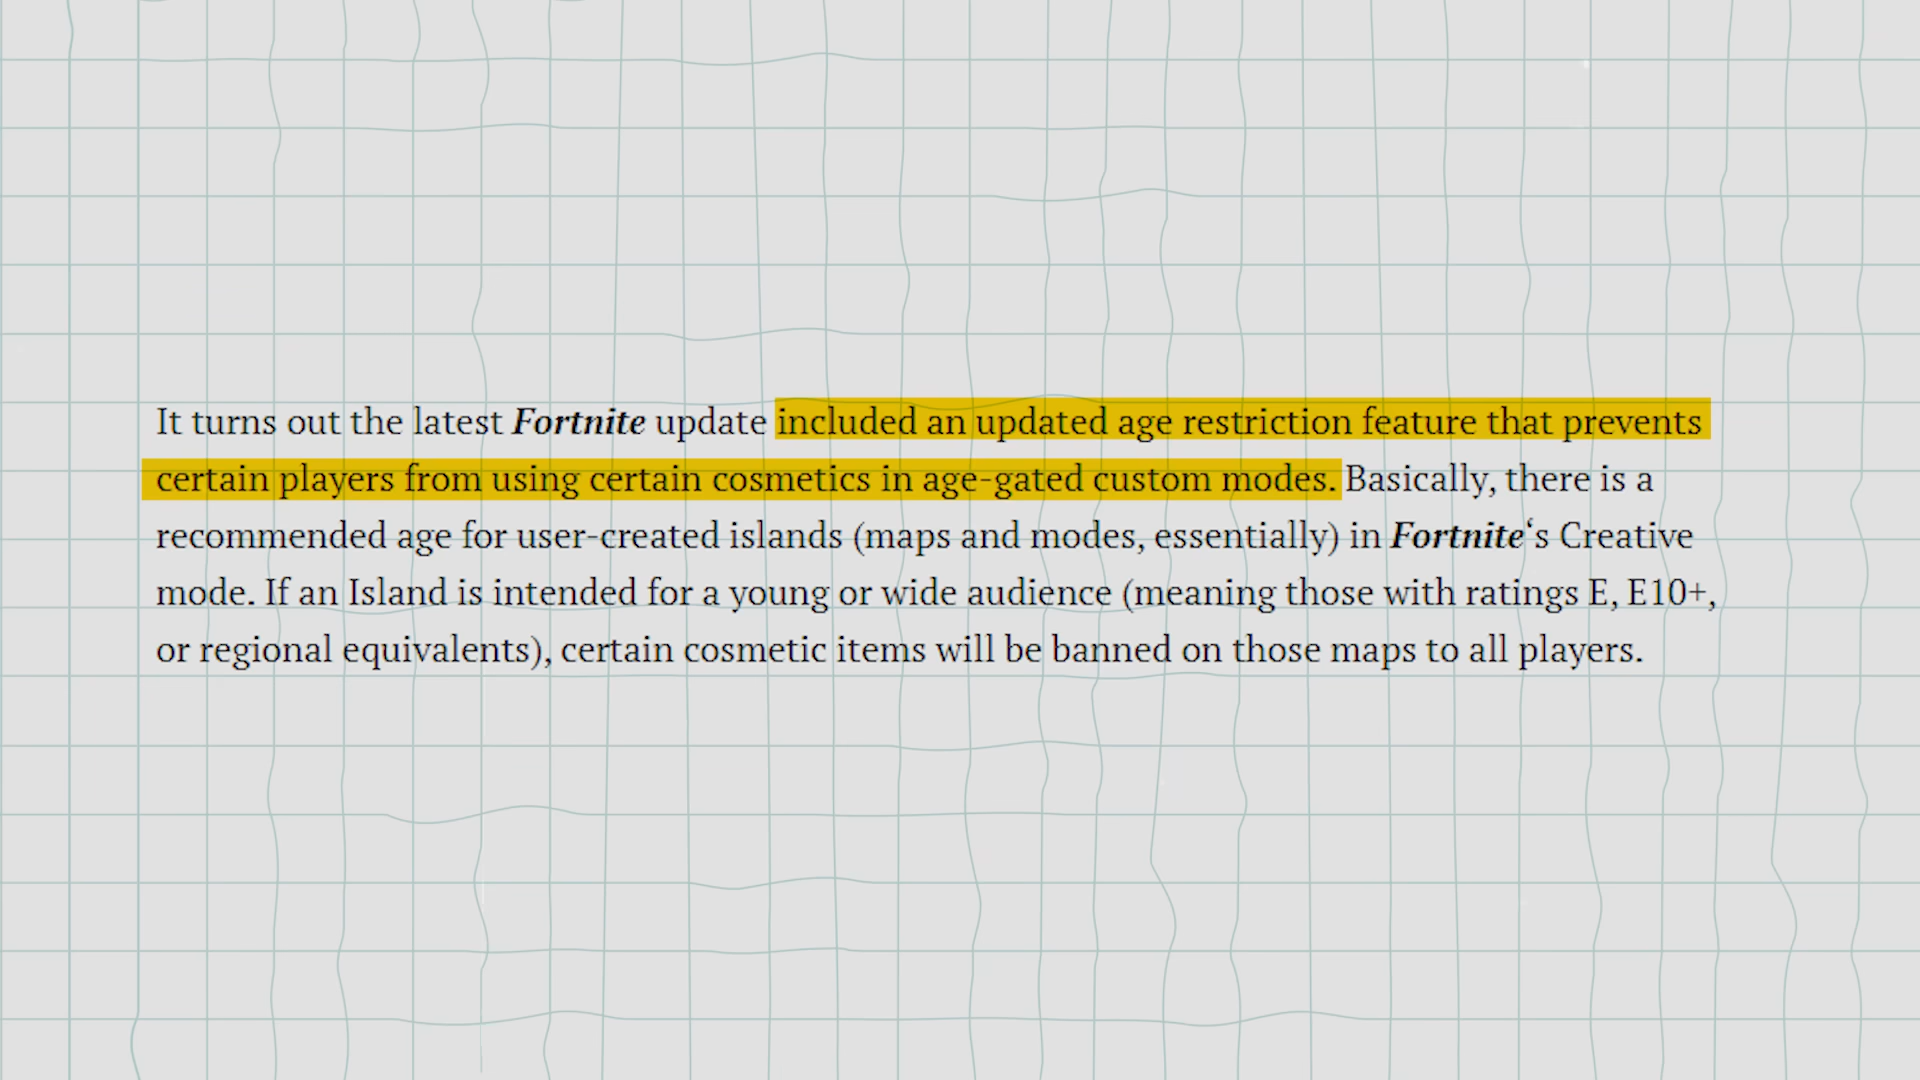 It turns out the latest Fortnite update included an updated age restriction feature that prevents
certain players from using certain cosmetics in age-gated custom modes. Basically, there is a
recommended age for user-created islands (maps and modes, essentially) in Fortnite‘s Creative
mode. If an Island is intended for a young or wide audience (meaning those with ratings E, E10+,
or regional equivalents), certain cosmetic items will be banned on those maps to all players.